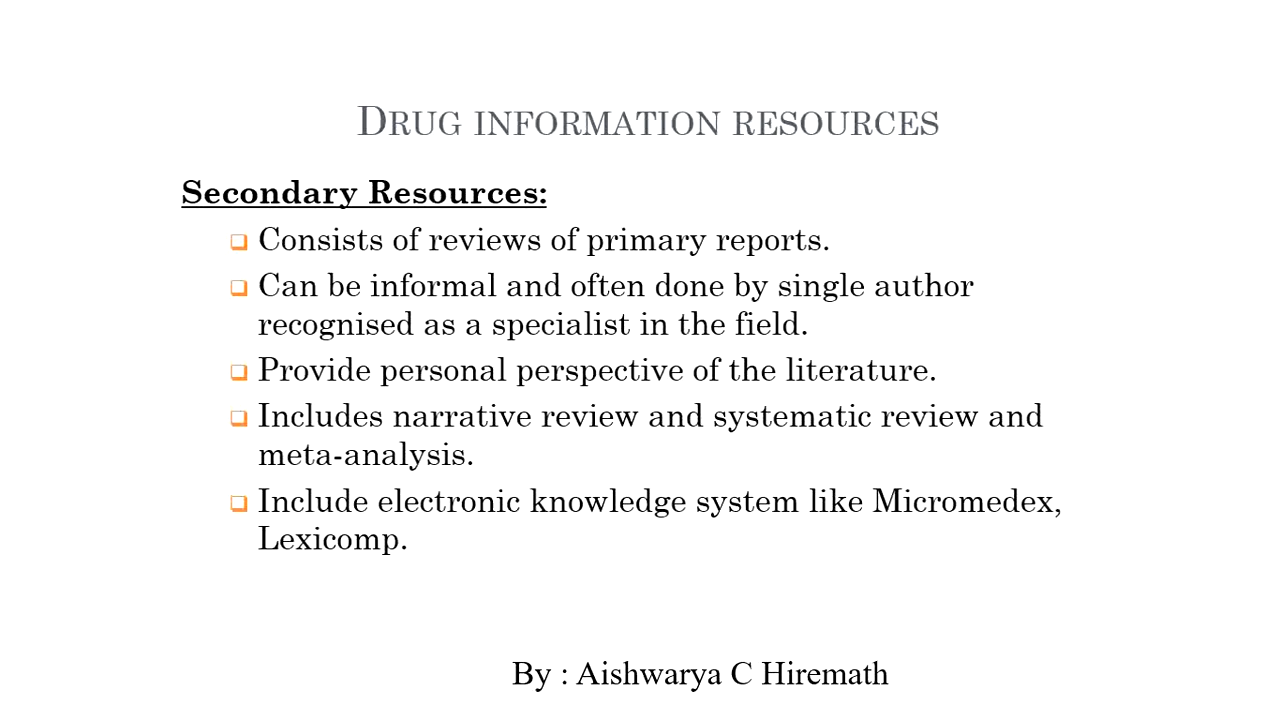 Drug information resources
Secondary Resources:
Consists of reviews of primary reports.
Can be informal and often done by single author
recognised as a specialist in the field.
Provide personal perspective of the literature.
Includes narrative review and systematic review and
meta-analysis.
Include electronic knowledge system like Micromedex,
Lexicomp.
By : Aishwarya C Hiremath